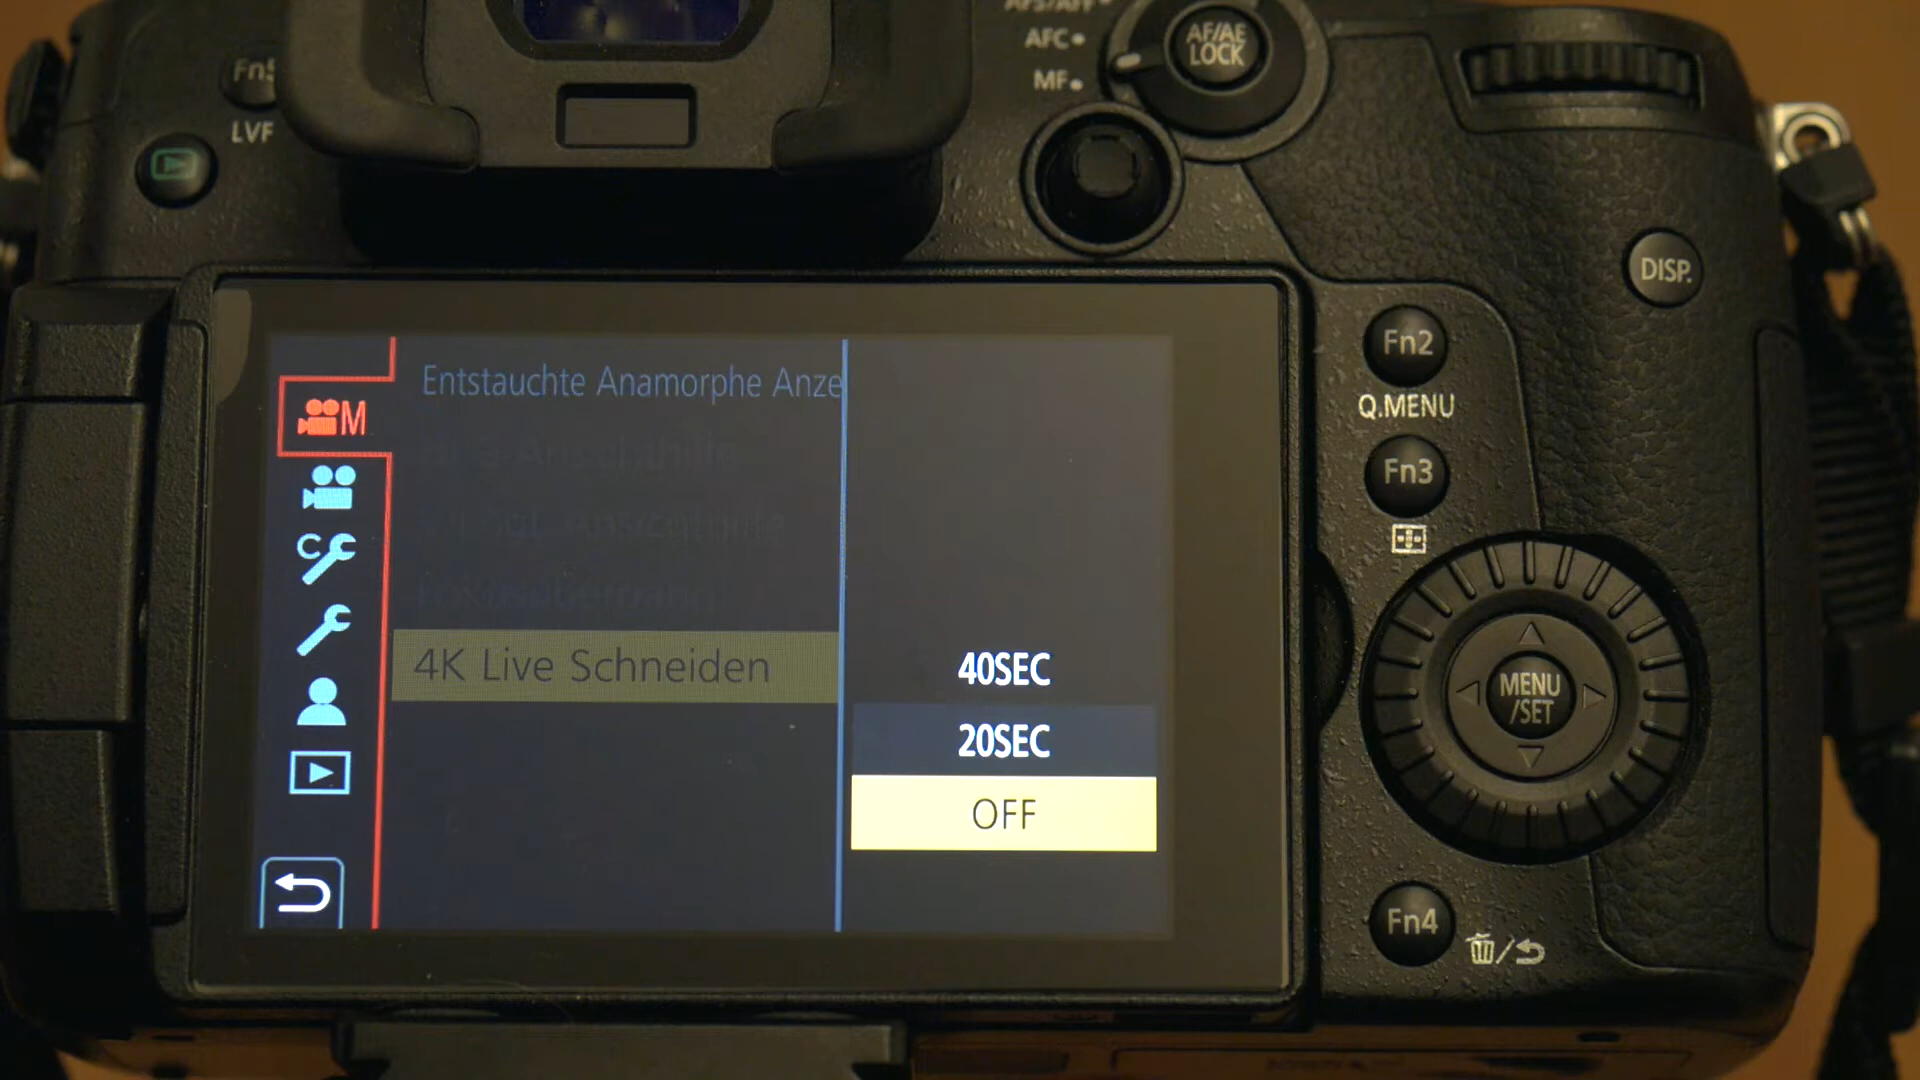 Fn5
LVF
AFC
MF
AF/AE
LOCK
DISP.
Fn2
Q.MENU
Fn3
MENU
/SET
Fn4
M
C
Entstauchte Anamorphe Anze
4K Live Schneiden
40SEC
20SEC
OFF